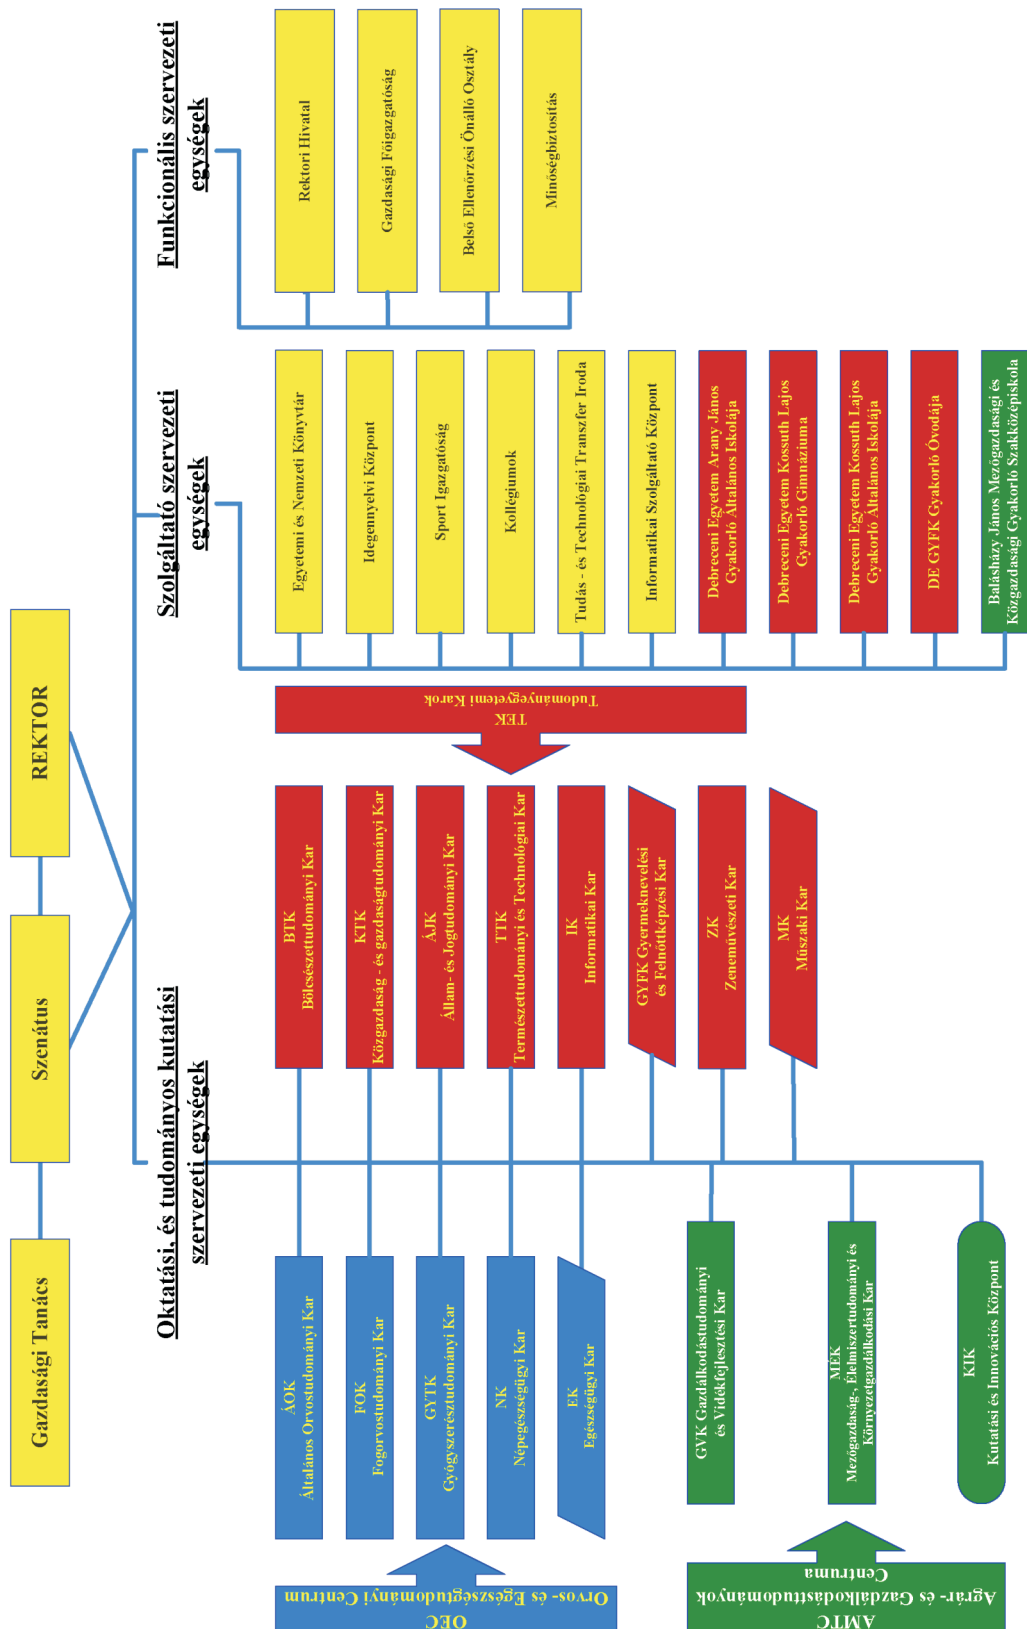 Gazdasági Tanács
Szenátus
REKTOR
Oktatási, és tudományos kutatási
szervezeti egységek
Szolgáltató szervezeti
egységek
Funkcionális szervezeti
egységek
OEC
Orvos- és Egészségtudományi Centrum
ÁOK
Általános Orvostudományi Kar
FOK
Fogorvostudományi Kar
GYTK
Gyógyszerésztudományi Kar
NK
Népegészségügyi Kar
EK
Egészségügyi Kar
AMTC
Agrár- és Gazdálkodásttudományok
Centruma
GVK Gazdálkodástudományi
és Vidékfejlesztési Kar
MÉK
Mezőgazdaság-, Élelmiszertudományi és
Környezetgazdálkodási Kar
KIK
Kutatási és Innovációs Központ
BTK
Bölcsészettudományi Kar
KTK
Közgazdaság - és gazdaságtudományi Kar
ÁJK
Állam- és Jogtudományi Kar
TTK
Természettudományi és Technológiai Kar
IK
Informatikai Kar
GYFK Gyermeknevelési
és Felnőttképzési Kar
ZK
Zeneművészeti Kar
MK
Műszaki Kar
TEK
Tudományegyetemi Karok
Egyetemi és Nemzeti Könyvtár
Idegennyelvi Központ
Sport Igazgatóság
Kollégiumok
Tudás - és Technológiai Transzfer Iroda
Informatikai Szolgáltató Központ
Debreceni Egyetem Arany János
Gyakorló Általános Iskolája
Debreceni Egyetem Kossuth Lajos
Gyakorló Gimnáziuma
Debreceni Egyetem Kossuth Lajos
Gyakorló Általános Iskolája
DE GYFK Gyakorló Óvodája
Balásházy János Mezőgazdasági és
Közgazdasági Gyakorló Szakközépiskola
Rektori Hivatal
Gazdasági Főigazgatóság
Belső Ellenőrzési Önálló Osztály
Minőségbiztosítás